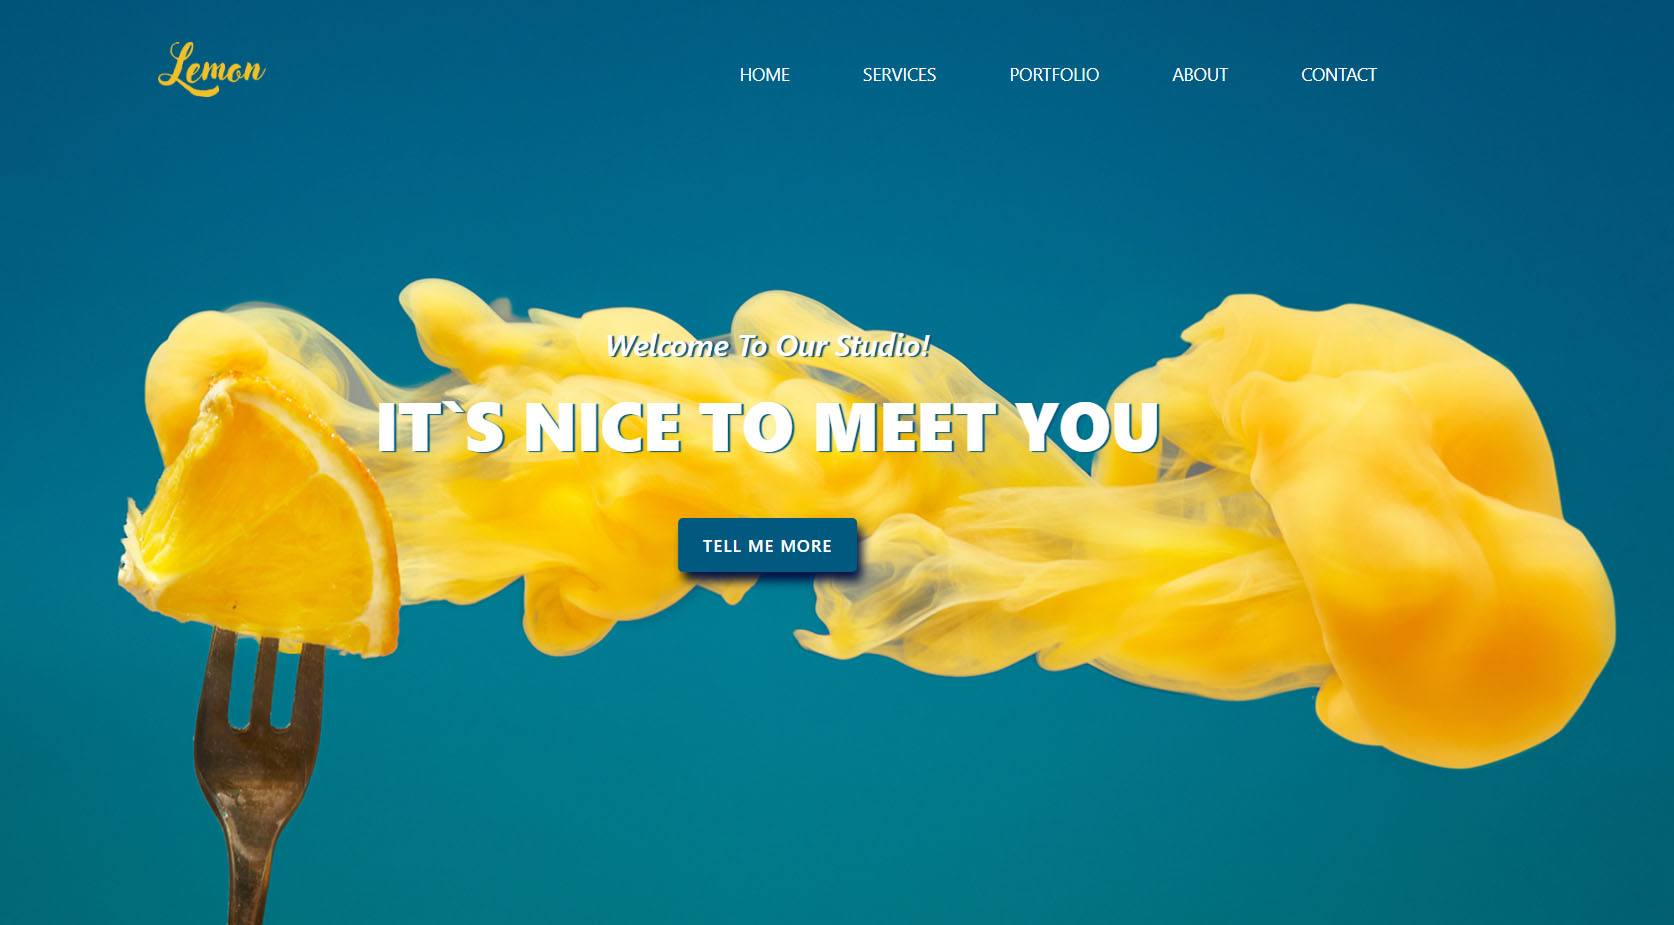 Lemon
HOME SERVICES PORTFOLIO ABOUT CONTACT
Welcome To Our Studio!
IT`S NICE TO MEET YOU
TELL ME MORE